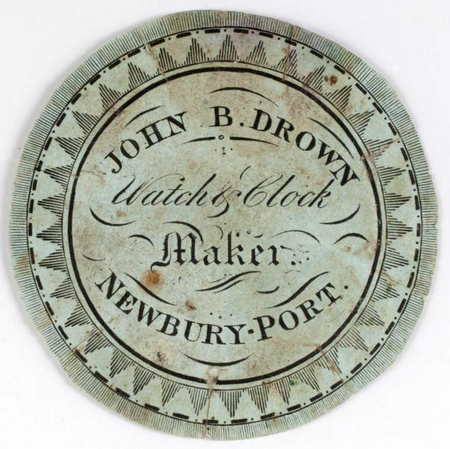 JOHN B. DROWN
Watch & Clock
Maker.
NEWBURY-PORT.